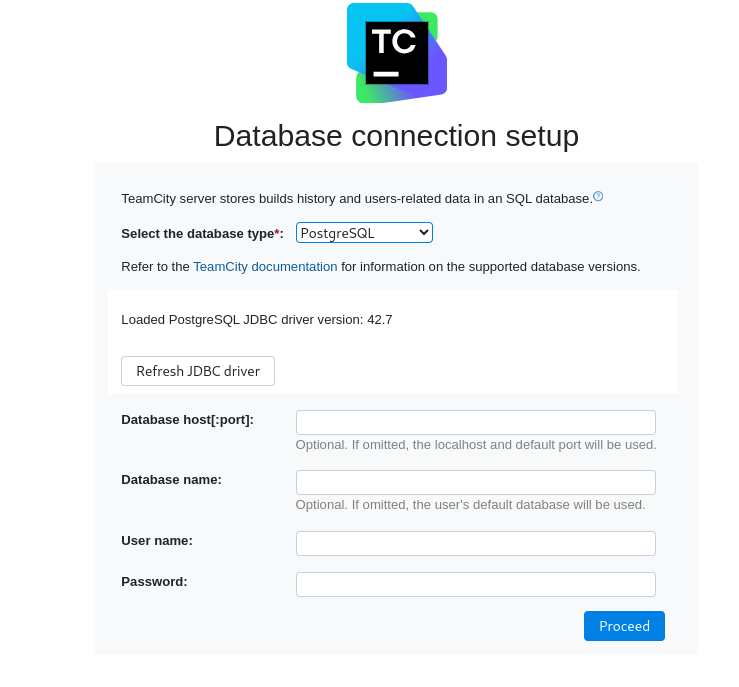 TC
Database connection setup
TeamCity server stores builds history and users-related data in an SQL database.
Select the database type*: PostgreSQL
Refer to the TeamCity documentation for information on the supported database versions.
Loaded PostgreSQL JDBC driver version: 42.7
Refresh JDBC driver
Database host[:port]:
Optional. If omitted, the localhost and default port will be used.
Database name:
Optional. If omitted, the user's default database will be used.
User name:
Password:
Proceed